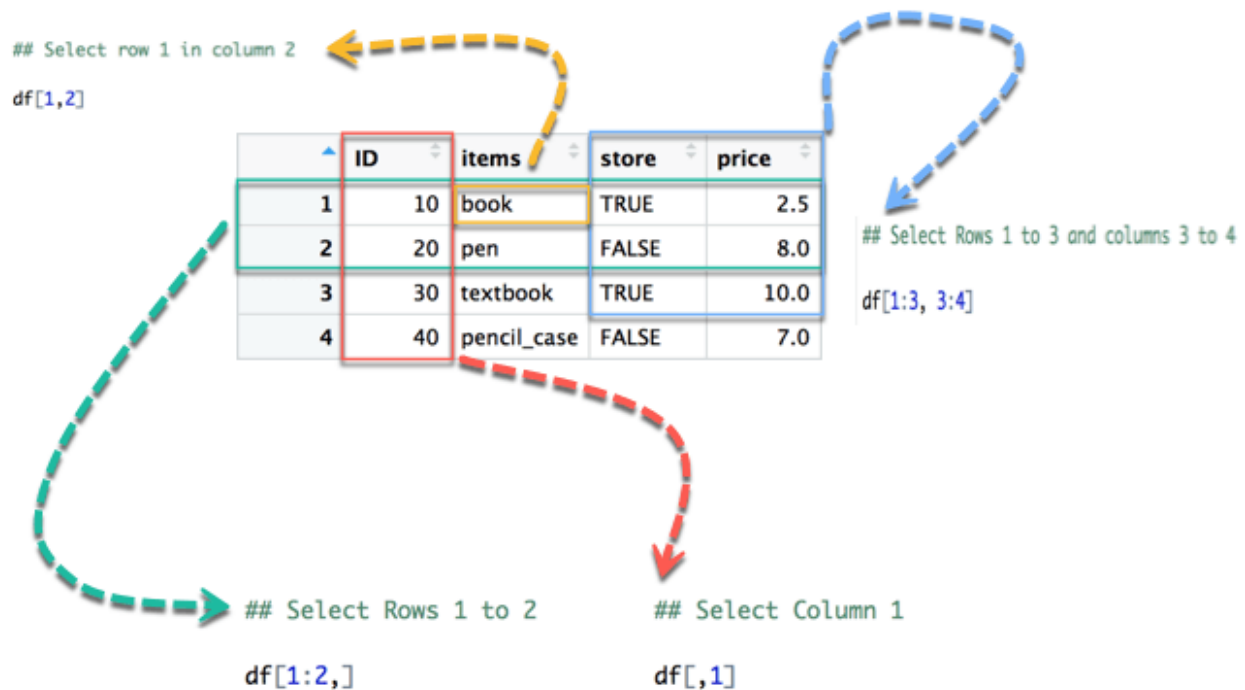 ## Select row 1 in column 2
df[1,2]
ID items store price
1 10 book TRUE 2.5
2 20 pen FALSE 8.0
3 30 textbook TRUE 10.0
4 40 pencil_case FALSE 7.0
## Select Rows 1 to 3 and columns 3 to 4
df[1:3, 3:4]
## Select Rows 1 to 2
df[1:2,]
## Select Column 1
df[,1]